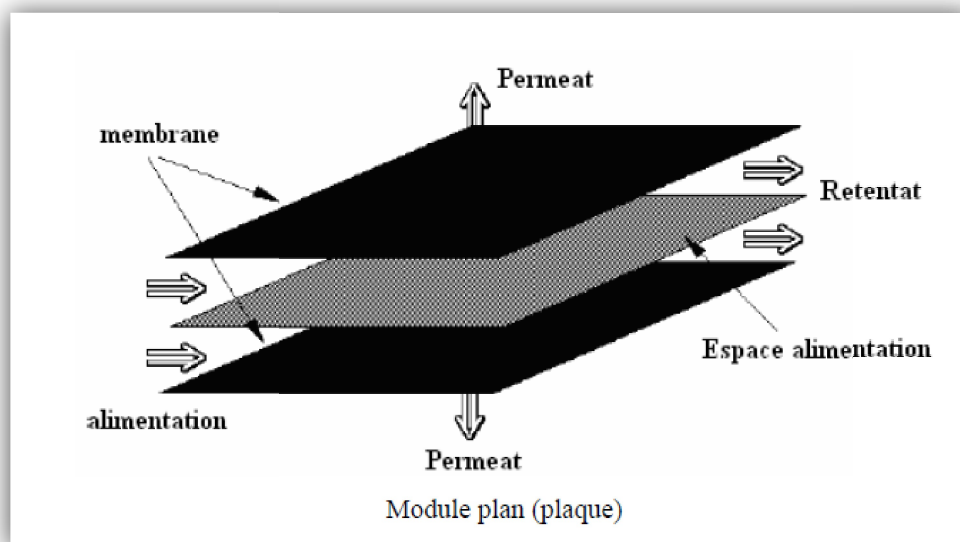 Permeat
membrane
Retentat
Espace alimentation
alimentation
Permeat
Module plan (plaque)